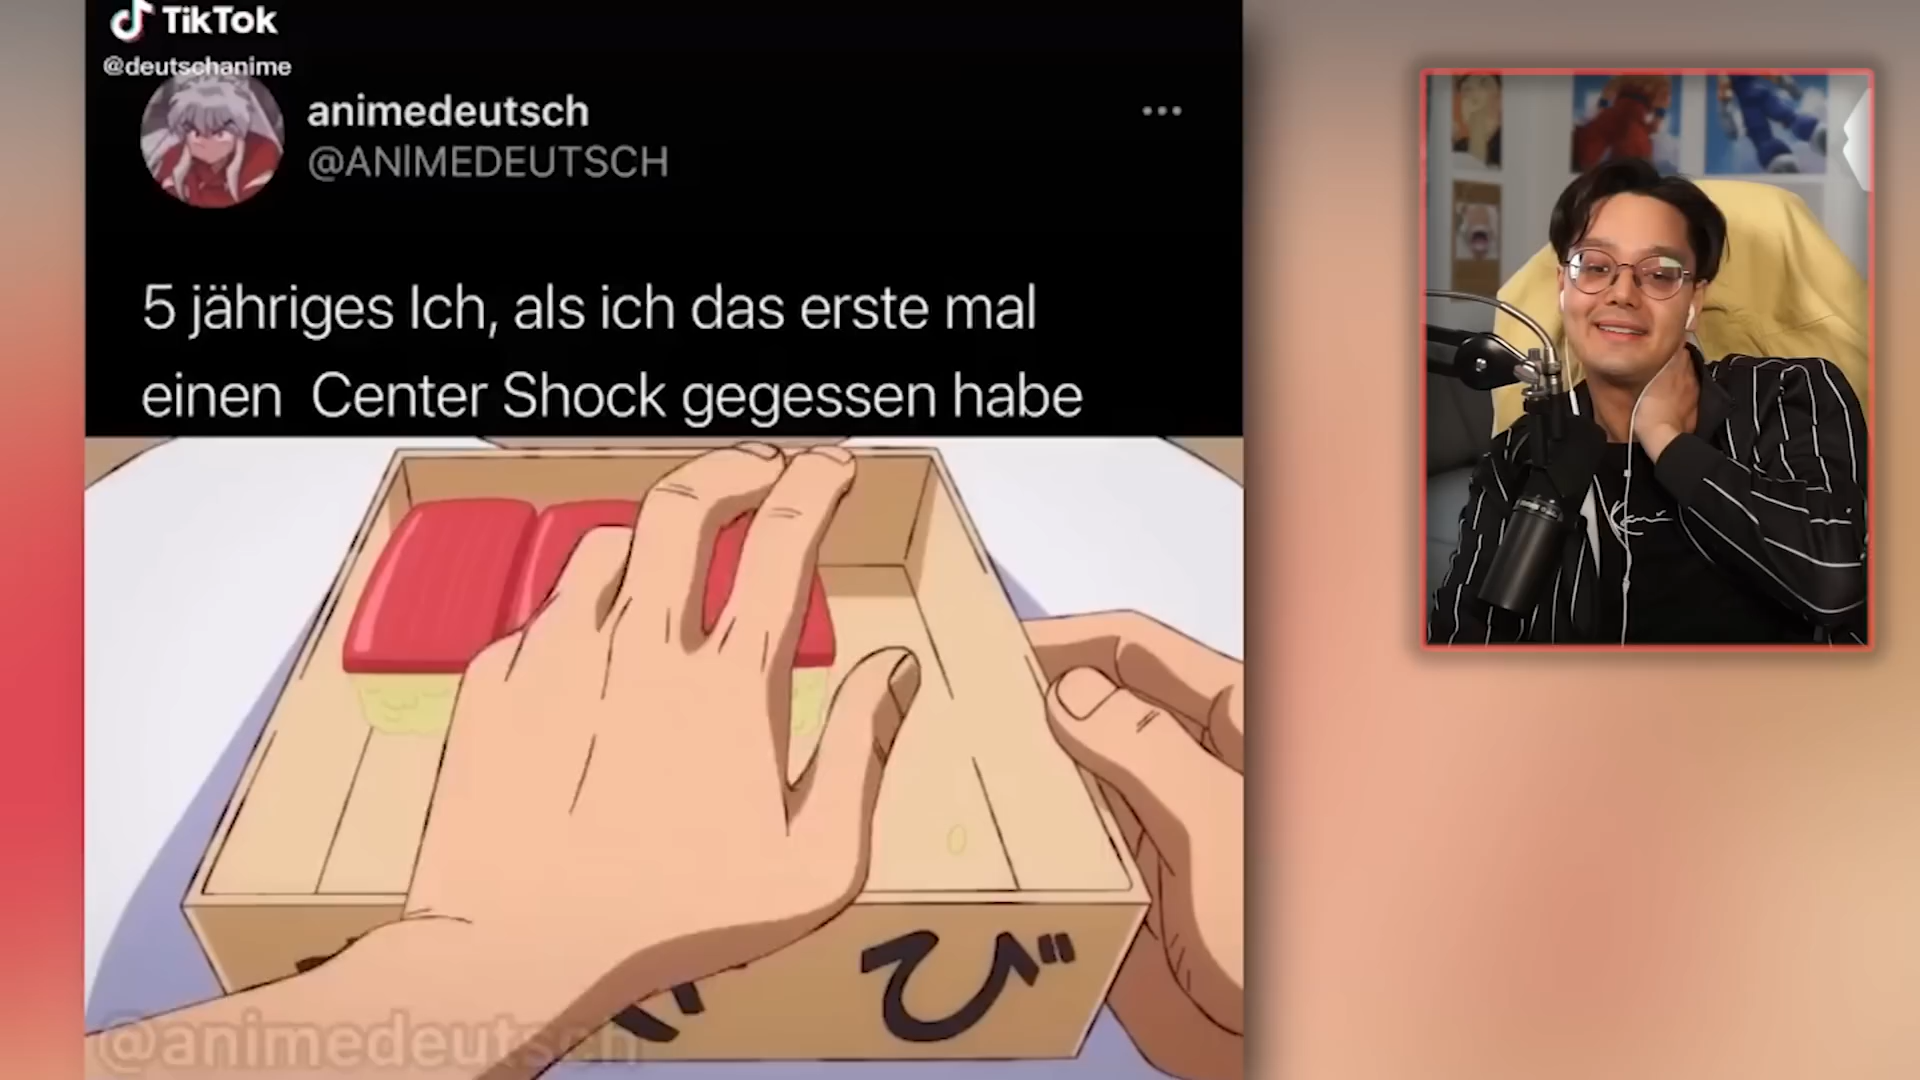 TikTok
@deutschanime
animedeutsch
@ANIMEDEUTSCH
5 jähriges Ich, als ich das erste mal
einen Center Shock gegessen habe
び
@animedeutsch